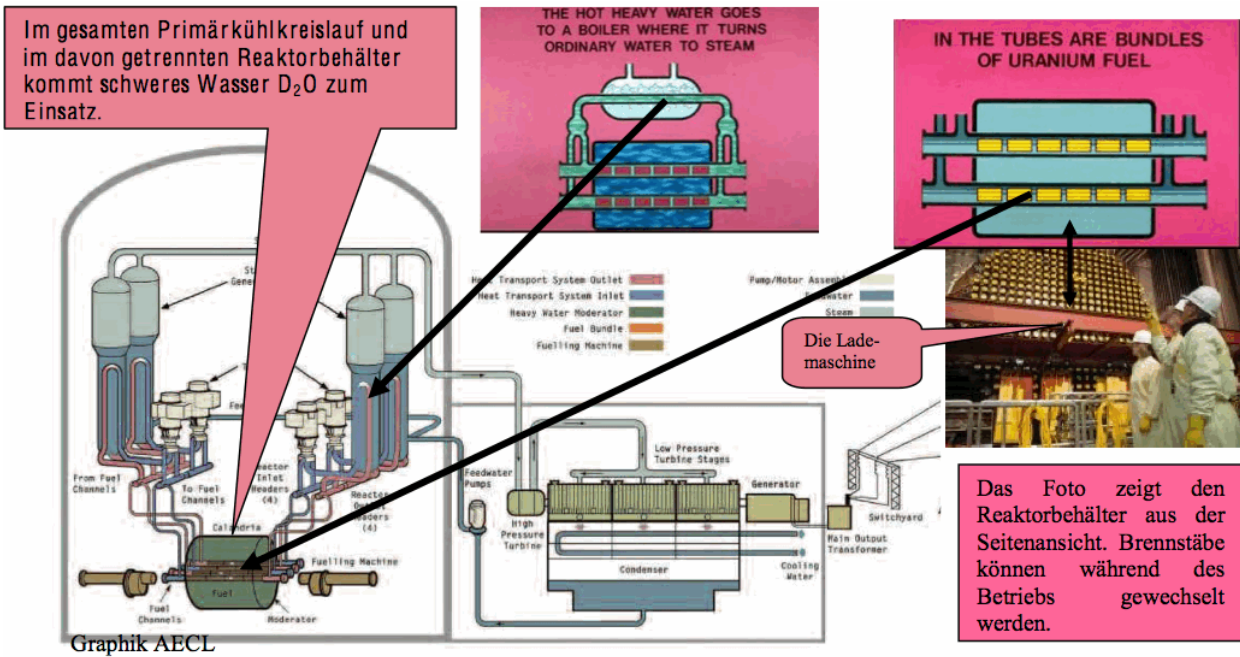 Im gesamten Primärkühlkreislauf und
im davon getrennten Reaktorbehälter
kommt schweres Wasser D₂O zum
Einsatz.
THE HOT HEAVY WATER GOES
TO A BOILER WHERE IT TURNS
ORDINARY WATER TO STEAM
IN THE TUBES ARE BUNDLES
OF URANIUM FUEL
Heat Transport System Outlet
Heat Transport System Inlet
Heavy Water Moderator
Fuel Bundle
Fuelling Machine
Pump/Motor
Steam
Die Lade-
maschine
From Fuel
Channels
To Fuel
Channels
Inlet
Headers
(4)
(4)
Calandria
Fuelling Machine
Fuel
Channels
Fuel
Moderator
Feedwater
Pumps
High
Pressure
Turbine
Low Pressure
Turbine Stages
Generator
Condenser
Cooling
Water
Main Output
Transformer
Switchyard
Das Foto zeigt den
Reaktorbehälter aus der
Seitenansicht. Brennstäbe
können während des
Betriebs gewechselt
werden.
Graphik AECL